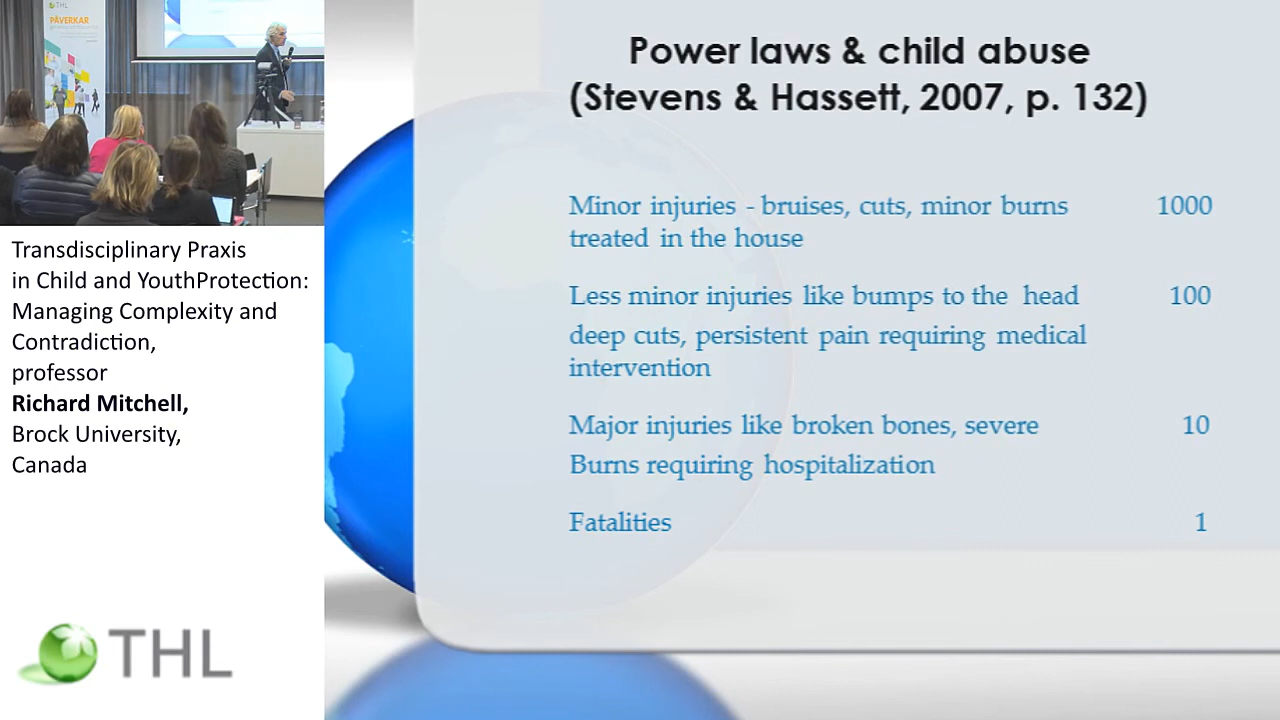 THL
PÅVERKAR
Transdisciplinary Praxis
in Child and YouthProtection:
Managing Complexity and
Contradiction,
professor
Richard Mitchell,
Brock University,
Canada
THL
Power laws & child abuse
(Stevens & Hassett, 2007, p. 132)
Minor injuries - bruises, cuts, minor burns 1000
treated in the house
Less minor injuries like bumps to the head 100
deep cuts, persistent pain requiring medical
intervention
Major injuries like broken bones, severe 10
Burns requiring hospitalization
Fatalities 1